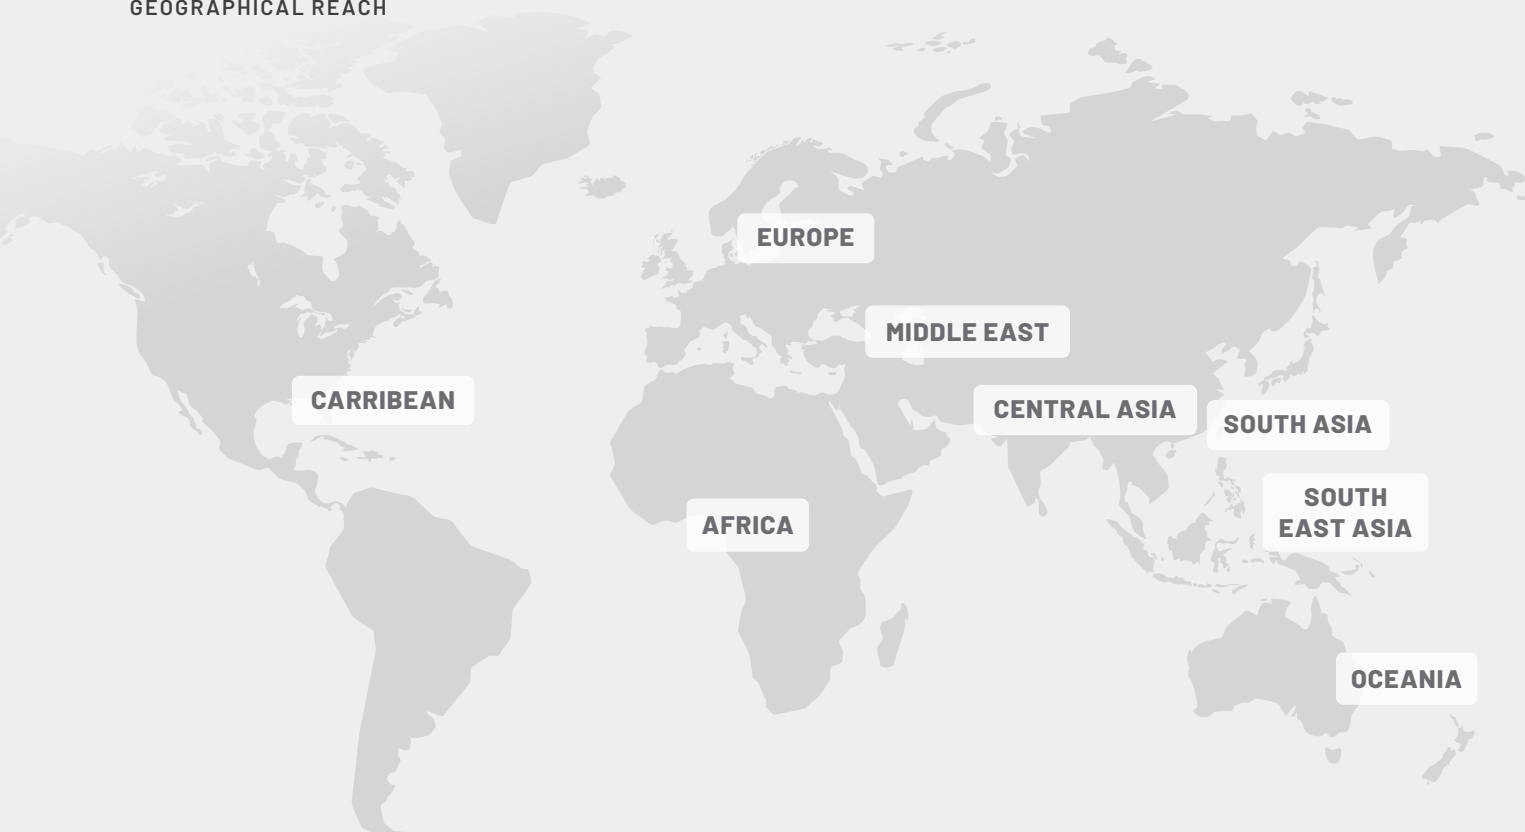 GEOGRAPHICAL REACH
EUROPE
MIDDLE EAST
CARRIBEAN
CENTRAL ASIA
SOUTH ASIA
SOUTH
EAST ASIA
AFRICA
OCEANIA